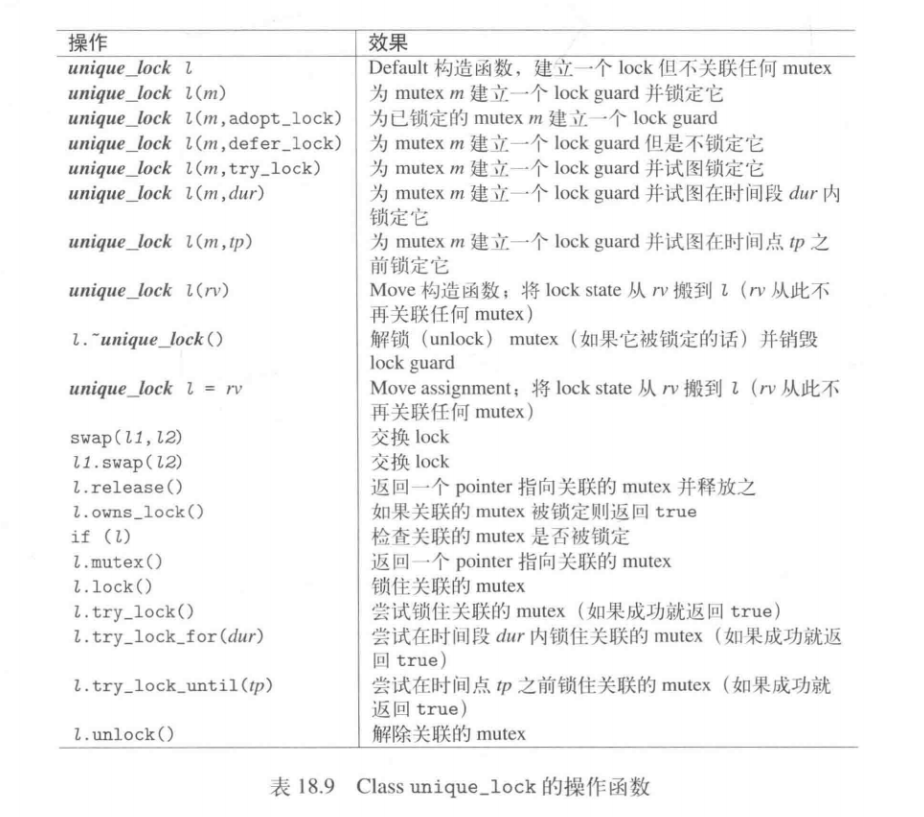 操作 效果
unique_lock l Default 构造函数，建立一个 lock 但不关联任何 mutex
unique_lock l(m) 为 mutex m 建立一个 lock guard 并锁定它
unique_lock l(m,adopt_lock) 为已锁定的 mutex m 建立一个 lock guard
unique_lock l(m,defer_lock) 为 mutex m 建立一个 lock guard 但是不锁定它
unique_lock l(m,try_lock) 为 mutex m 建立一个 lock guard 并试图锁定它
unique_lock l(m,dur) 为 mutex m 建立一个 lock guard 并试图在时间段 dur 内
锁定它
unique_lock l(m,tp) 为 mutex m 建立一个 lock guard 并试图在时间点 tp 之
前锁定它
unique_lock l(rv) Move 构造函数；将 lock state 从 rv 搬到 l（rv 从此不
再关联任何 mutex）
l.~unique_lock() 解锁（unlock） mutex（如果它被锁定的话）并销毁
lock guard
unique_lock l = rv Move assignment；将 lock state 从 rv 搬到 l（rv 从此不
再关联任何 mutex）
swap(l1,l2) 交换 lock
l1.swap(l2) 交换 lock
l.release() 返回一个 pointer 指向关联的 mutex 并释放之
l.owns_lock() 如果关联的 mutex 被锁定则返回 true
if (l) 检查关联的 mutex 是否被锁定
l.mutex() 返回一个 pointer 指向关联的 mutex
l.lock() 锁住关联的 mutex
l.try_lock() 尝试锁住关联的 mutex（如果成功就返回 true）
l.try_lock_for(dur) 尝试在时间段 dur 内锁住关联的 mutex（如果成功就返
回 true）
l.try_lock_until(tp) 尝试在时间点 tp 之前锁住关联的 mutex（如果成功就
返回 true）
l.unlock() 解除关联的 mutex
表 18.9 Class unique_lock 的操作函数